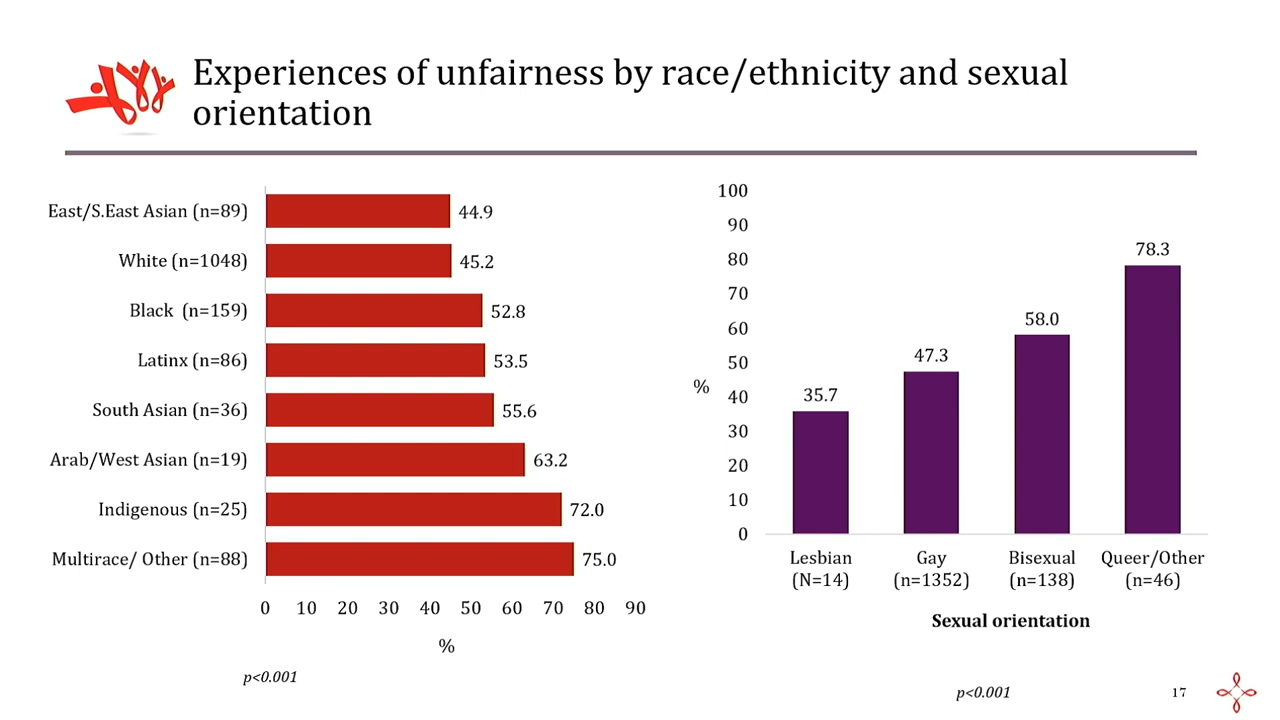 Experiences of unfairness by race/ethnicity and sexual
orientation
East/S.East Asian (n=89)
44.9
White (n=1048)
45.2
Black (n=159)
52.8
Latinx (n=86)
53.5
South Asian (n=36)
55.6
Arab/West Asian (n=19)
63.2
Indigenous (n=25)
72.0
Multirace/ Other (n=88)
75.0
0 10 20 30 40 50 60 70 80 90
%
p<0.001
100
90
80
70
60
50
40
30
20
10
0
%
35.7
47.3
58.0
78.3
Lesbian
(N=14)
Gay
(n=1352)
Bisexual
(n=138)
Queer/Other
(n=46)
Sexual orientation
p<0.001
17